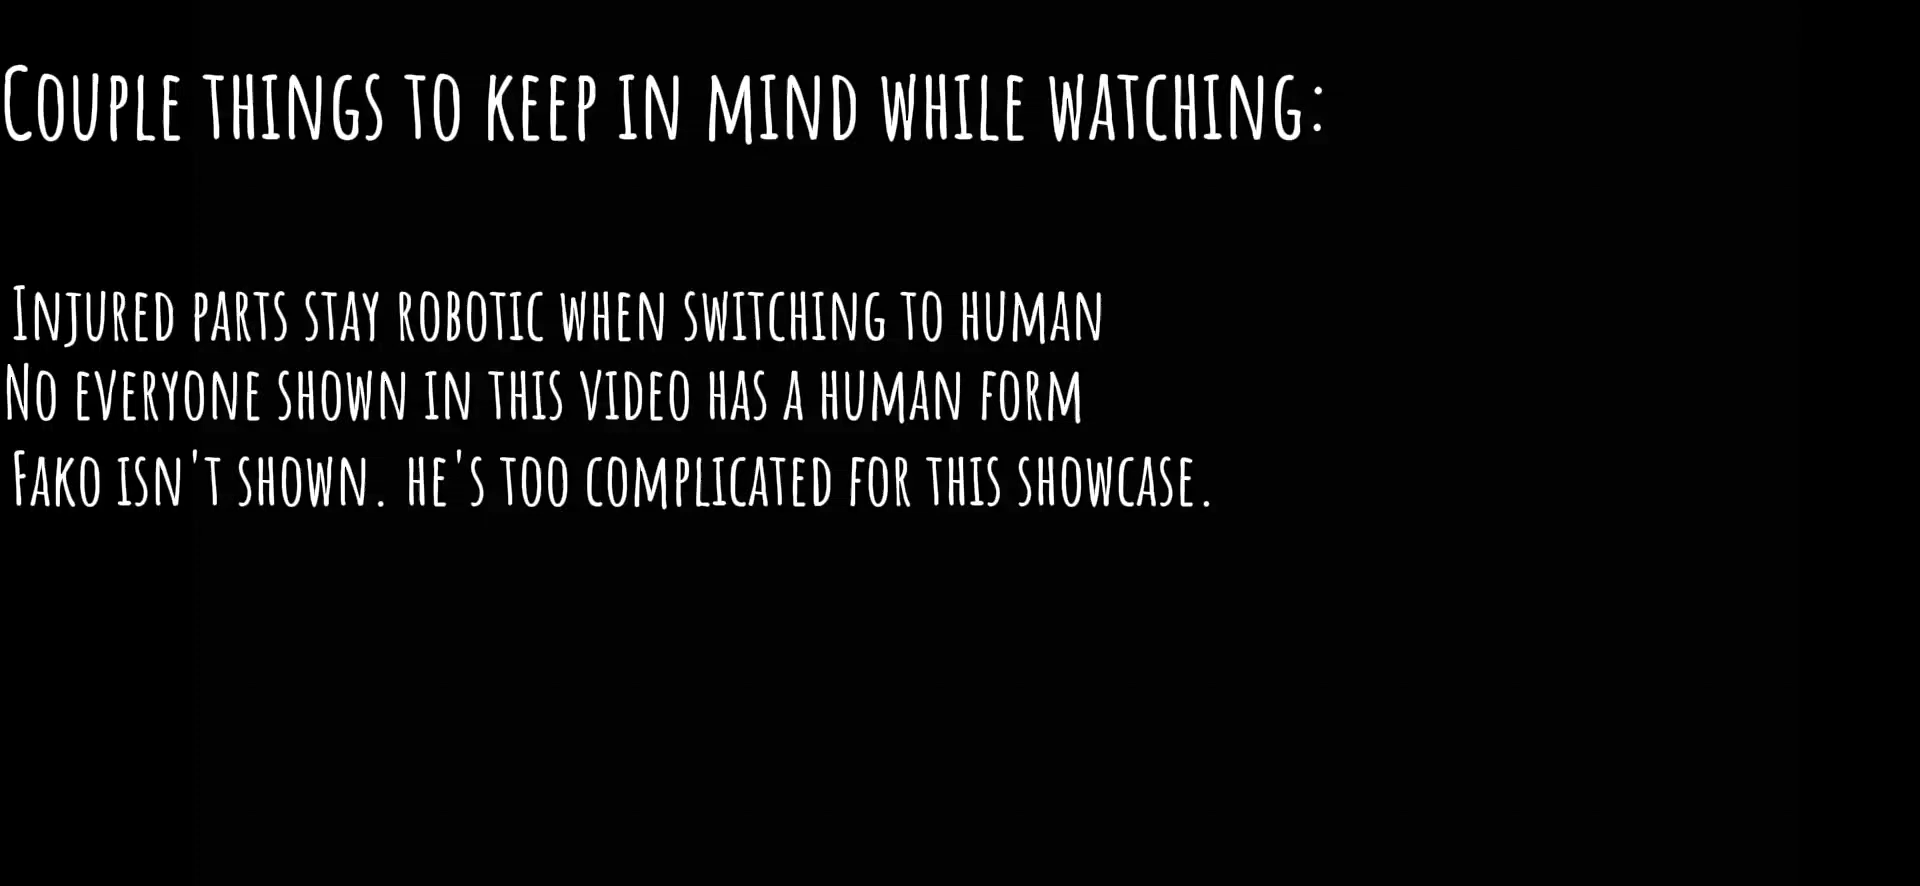 Couple things to keep in mind while watching:
Injured parts stay robotic when switching to human
No everyone shown in this video has a human form
Fako isn't shown. he's too complicated for this showcase.